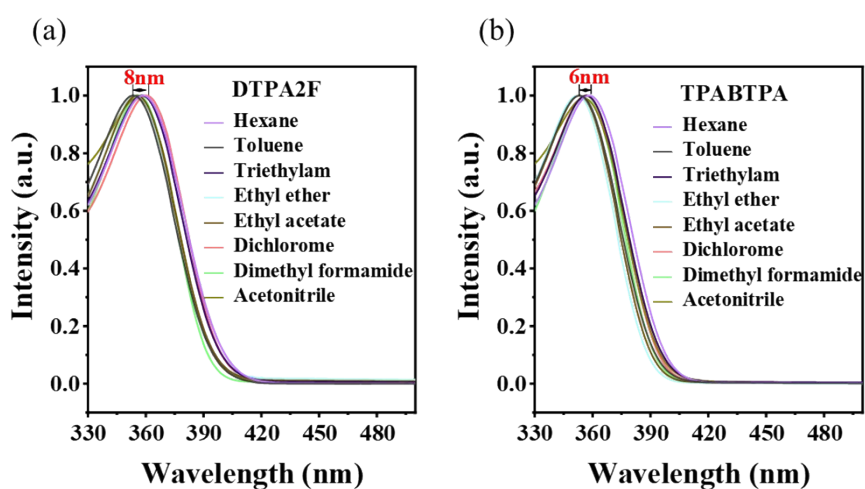 (a)
8nm
DTPA2F
Hexane
Toluene
Triethylam
Ethyl ether
Ethyl acetate
Dichlorome
Dimethyl formamide
Acetonitrile
Intensity (a.u.)
1.0
0.8
0.6
0.4
0.2
0.0
330 360 390 420 450 480
Wavelength (nm)
(b)
6nm
TPABTPA
Hexane
Toluene
Triethylam
Ethyl ether
Ethyl acetate
Dichlorome
Dimethyl formamide
Acetonitrile
Intensity (a.u.)
1.0
0.8
0.6
0.4
0.2
0.0
330 360 390 420 450 480
Wavelength (nm)